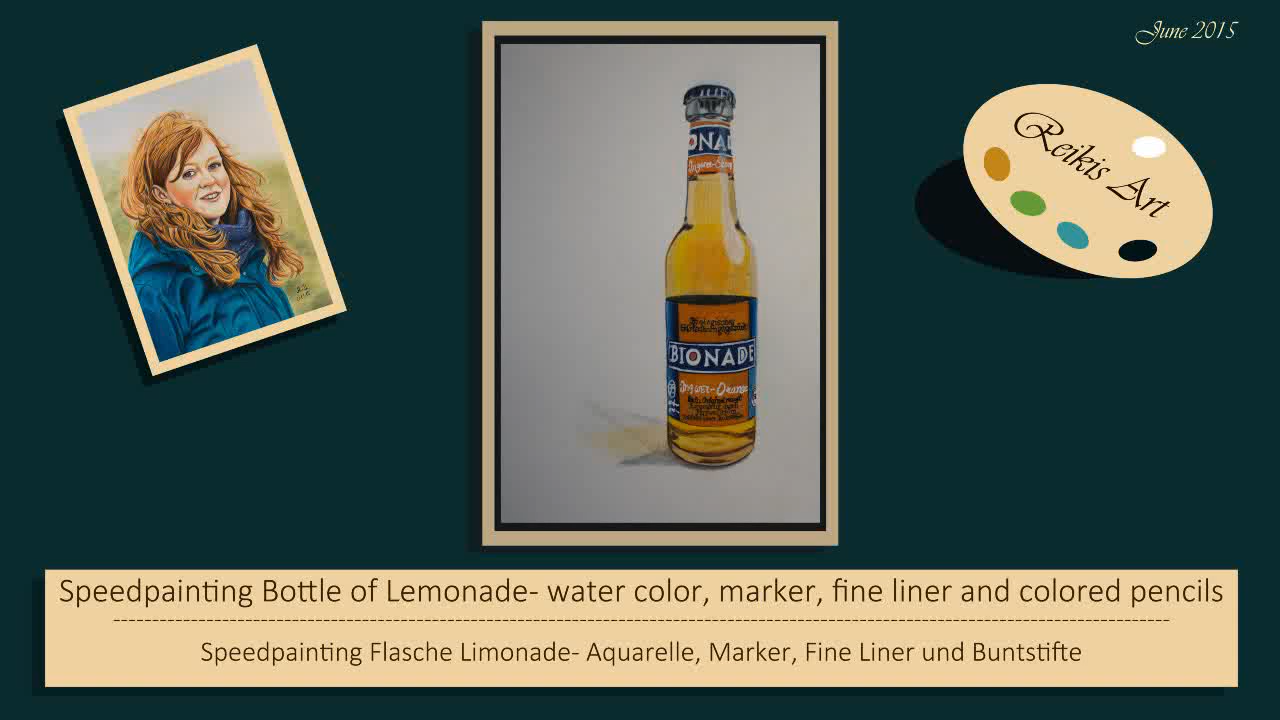 June 2015
Reikis Art
BIONADE
Ingwer-Orange
Speedpainting Bottle of Lemonade- water color, marker, fine liner and colored pencils
Speedpainting Flasche Limonade- Aquarelle, Marker, Fine Liner und Buntstifte